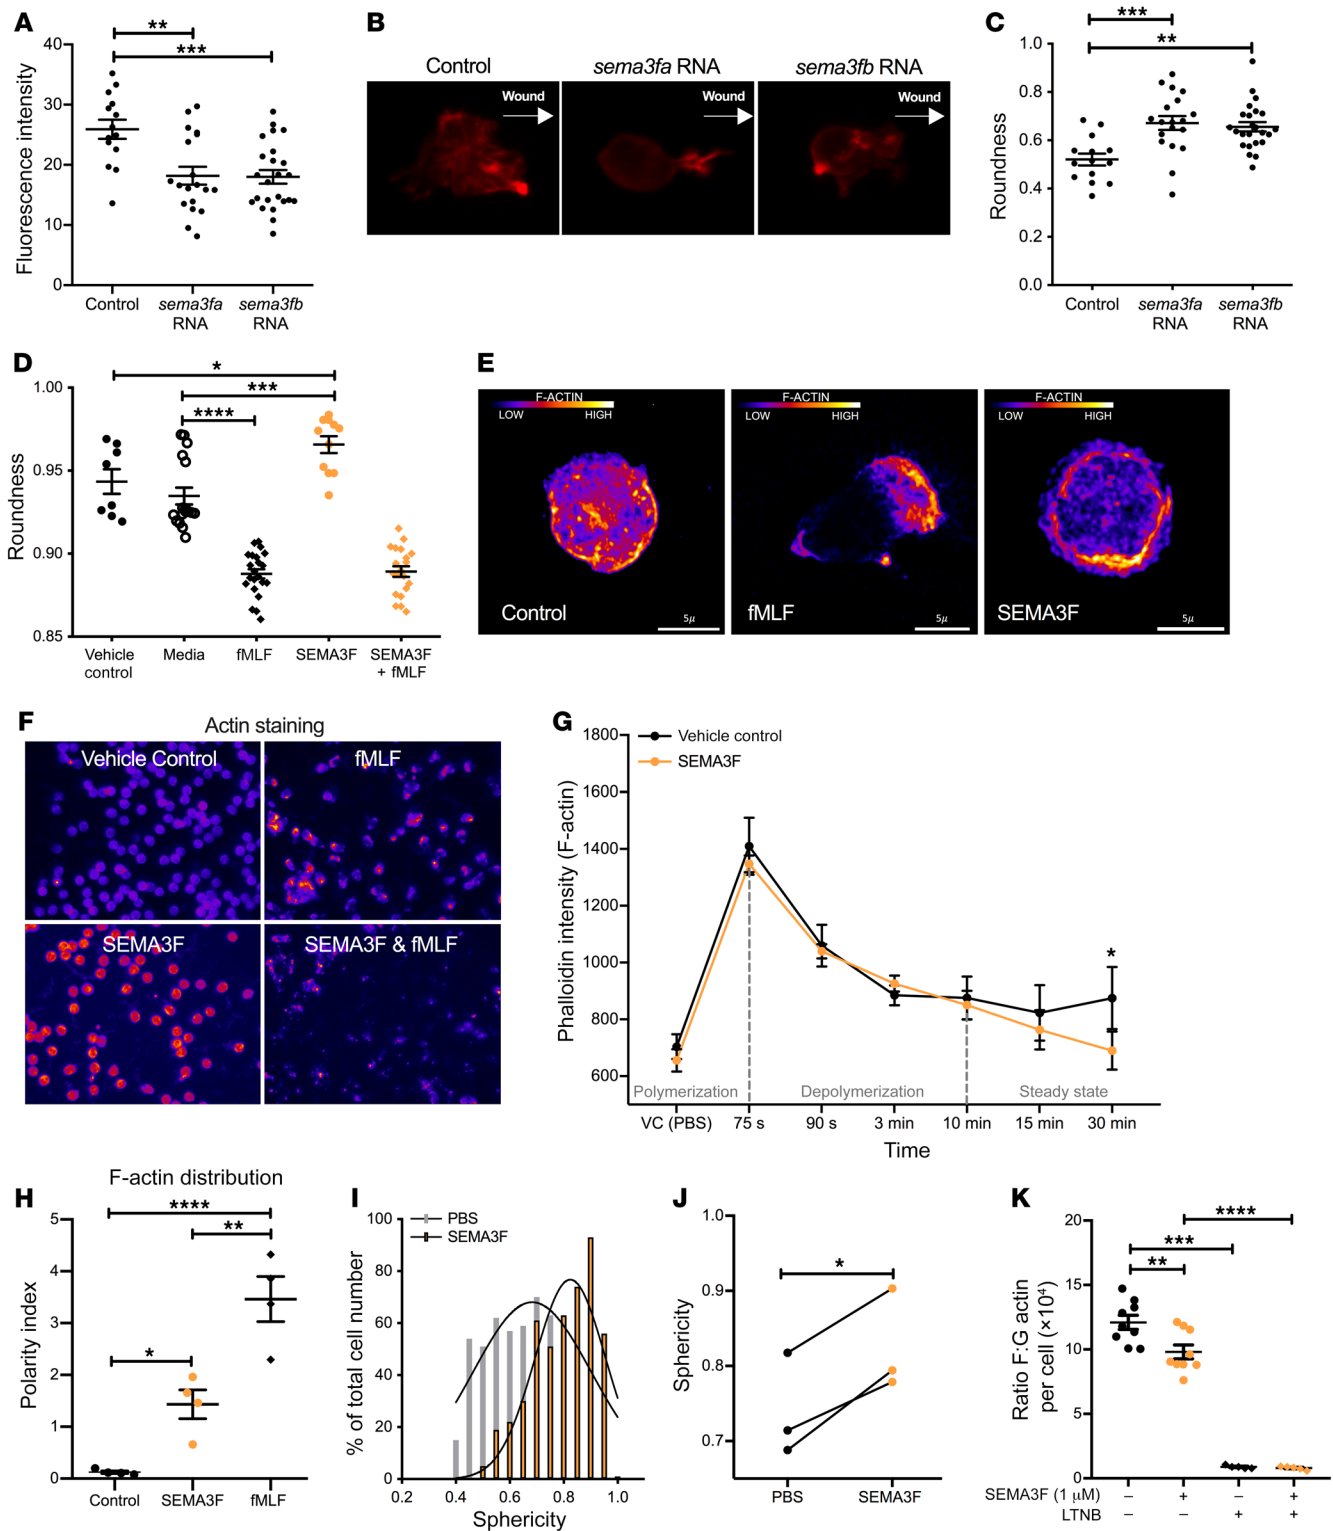 A
**
***
Fluorescence intensity
40
30
20
10
0
Control
sema3fa
RNA
sema3fb
RNA
B
Control
sema3fa RNA
sema3fb RNA
Wound
Wound
Wound
C
***
**
Roundness
1.0
0.8
0.6
0.4
0.2
0.0
Control
sema3fa
RNA
sema3fb
RNA
D
*
***
****
Roundness
1.00
0.95
0.90
0.85
Vehicle
control
Media
fMLF
SEMA3F
SEMA3F
+ fMLF
E
F-ACTIN
LOW HIGH
Control
5μ
F-ACTIN
LOW HIGH
fMLF
5μ
F-ACTIN
LOW HIGH
SEMA3F
5μ
F
Actin staining
Vehicle Control
fMLF
SEMA3F
SEMA3F & fMLF
G
Vehicle control
SEMA3F
Phalloidin intensity (F-actin)
1800
1600
1400
1200
1000
800
600
*
Polymerization
Depolymerization
Steady state
VC (PBS)
75 s
90 s
3 min
10 min
15 min
30 min
Time
H
F-actin distribution
****
**
*
Polarity index
5
4
3
2
1
0
Control
SEMA3F
fMLF
I
PBS
SEMA3F
% of total cell number
100
80
60
40
20
0
0.2
0.4
0.6
0.8
1.0
Sphericity
J
*
Sphericity
1.0
0.9
0.8
0.7
PBS
SEMA3F
K
****
***
**
Ratio F:G actin
per cell (×10⁴)
20
15
10
5
0
SEMA3F (1 μM) – + – +
LTNB – – + +